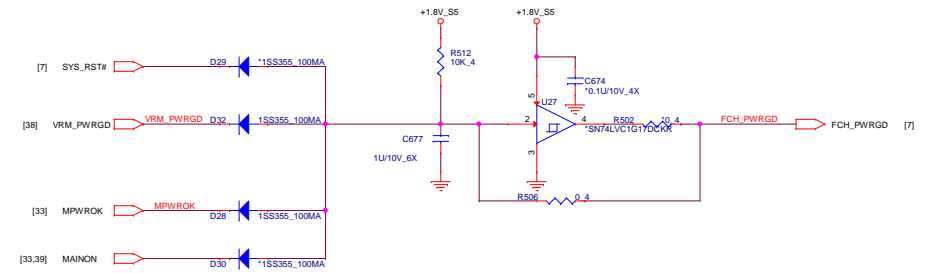 +1.8V_S5
+1.8V_S5
R512
10K_4
[7] SYS_RST#
D29
*1SS355_100MA
C674
*0.1U/10V_4X
5
U27
[38] VRM_PWRGD
VRM_PWRGD
D32
1SS355_100MA
2
4
R502
*0_4
FCH_PWRGD
FCH_PWRGD [7]
*SN74LVC1G17DCKR
C677
1U/10V_6X
3
R506
0_4
[33] MPWROK
MPWROK
D28
1SS355_100MA
[33,39] MAINON
D30
*1SS355_100MA